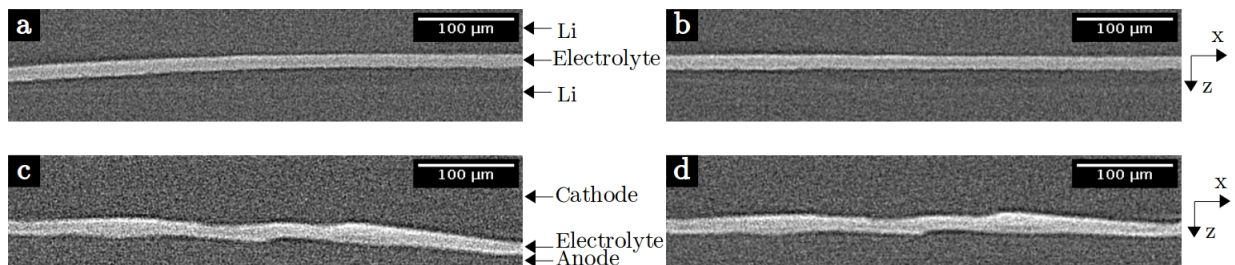 a
100 µm
Li
Electrolyte
Li
b
100 µm
x
z
c
100 µm
Cathode
Electrolyte
Anode
d
100 µm
x
z